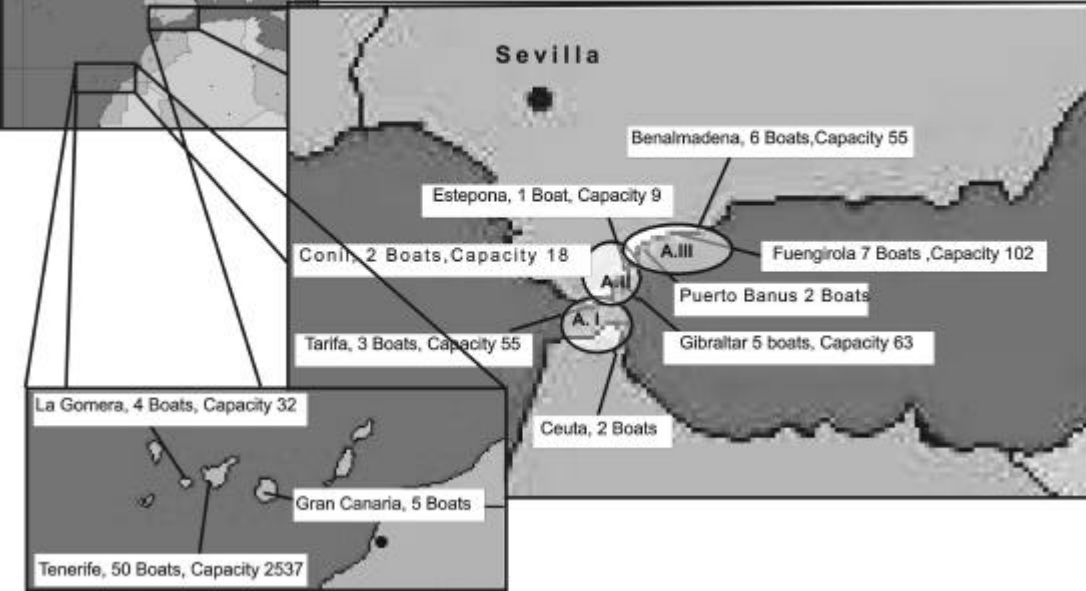 Sevilla
Benalmadena, 6 Boats,Capacity 55
Estepona, 1 Boat, Capacity 9
Conil, 2 Boats,Capacity 18
A.III
Fuengirola 7 Boats ,Capacity 102
A.II
Puerto Banus 2 Boats
A. I
Tarifa, 3 Boats, Capacity 55
Gibraltar 5 boats, Capacity 63
La Gomera, 4 Boats, Capacity 32
Ceuta, 2 Boats
Gran Canaria, 5 Boats
Tenerife, 50 Boats, Capacity 2537